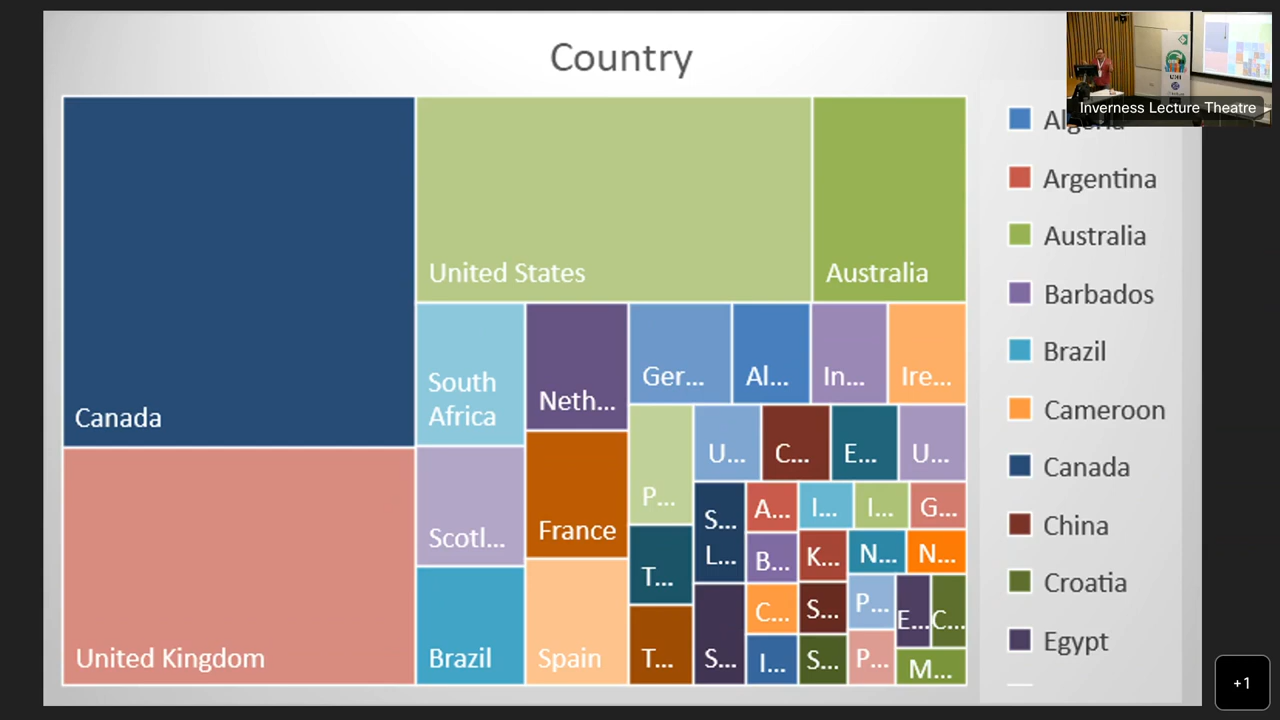 Country
Inverness Lecture Theatre
Canada
United States
Australia
United Kingdom
South
Africa
Neth...
Ger...
Al...
In...
Ire...
Scotl...
France
Brazil
Spain
P...
U...
C...
E...
U...
T...
T...
S...
L...
S...
A...
I...
I...
G...
B...
K...
N...
N...
C...
S...
P...
E...
C...
I...
S...
P...
M...
Algeria
Argentina
Australia
Barbados
Brazil
Cameroon
Canada
China
Croatia
Egypt
+1